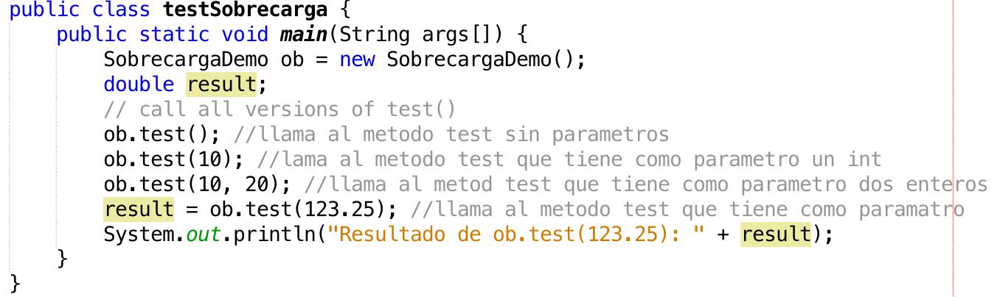 public class testSobrecarga {
public static void main(String args[]) {
SobrecargaDemo ob = new SobrecargaDemo();
double result;
// call all versions of test()
ob.test(); //llama al metodo test sin parametros
ob.test(10); //lama al metodo test que tiene como parametro un int
ob.test(10, 20); //llama al metod test que tiene como parametro dos enteros
result = ob.test(123.25); //llama al metodo test que tiene como paramatro
System.out.println("Resultado de ob.test(123.25): " + result);
}
}